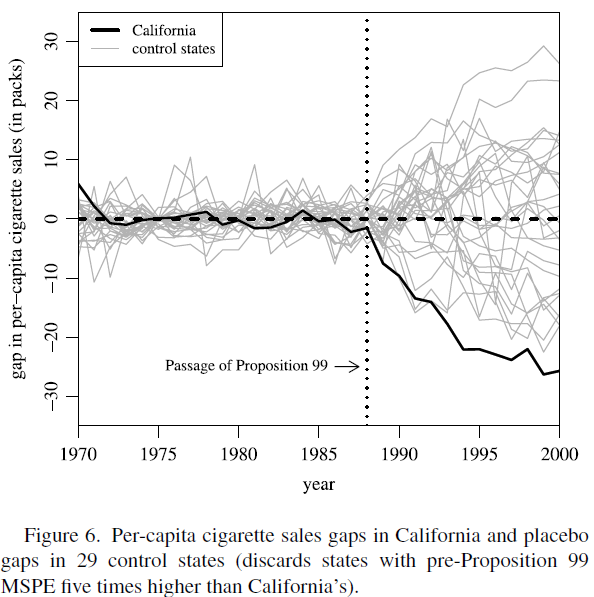 California
control states
gap in per−capita cigarette sales (in packs)
30
20
10
0
−10
−20
−30
Passage of Proposition 99
1970 1975 1980 1985 1990 1995 2000
year
Figure 6. Per-capita cigarette sales gaps in California and placebo
gaps in 29 control states (discards states with pre-Proposition 99
MSPE five times higher than California's).